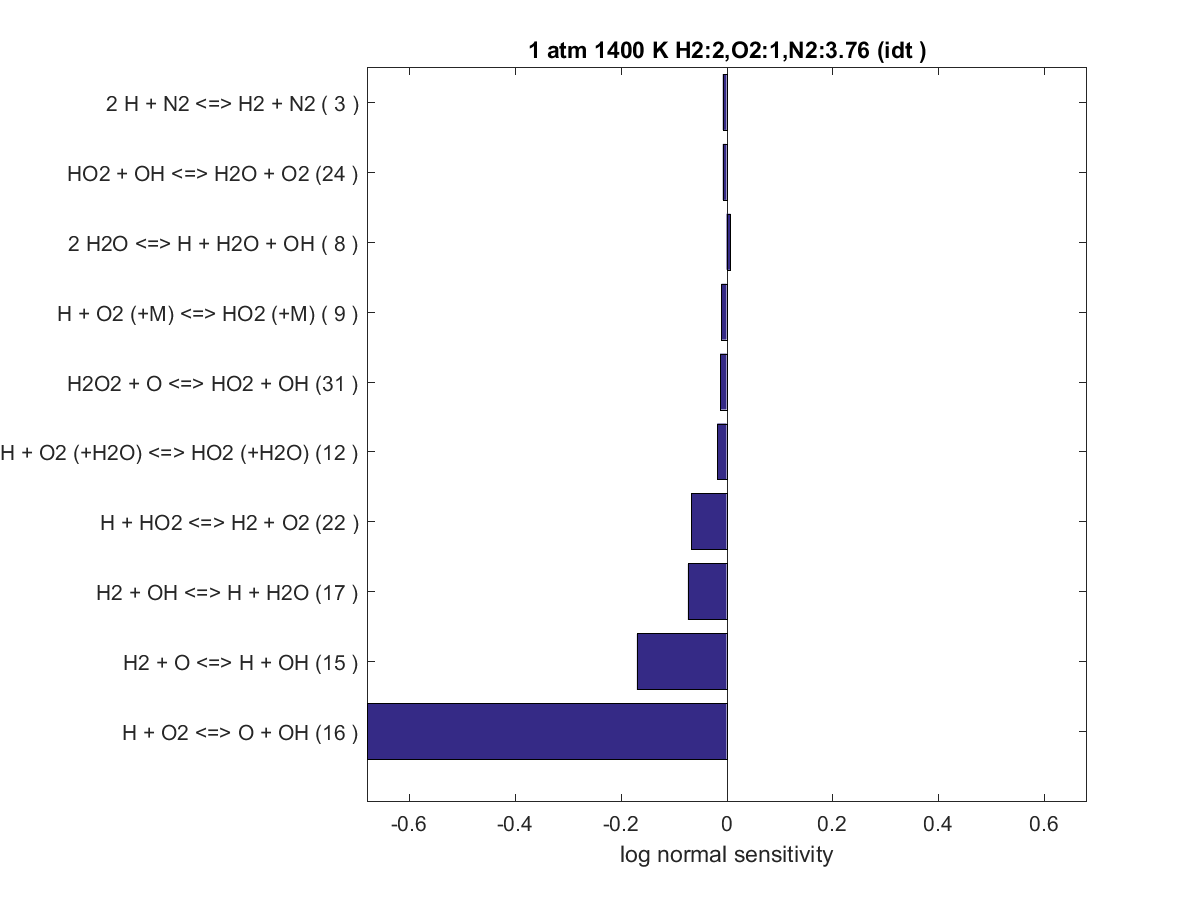 1 atm 1400 K H2:2,O2:1,N2:3.76 (idt )
2 H + N2 <=> H2 + N2 ( 3 )
HO2 + OH <=> H2O + O2 (24 )
2 H2O <=> H + H2O + OH ( 8 )
H + O2 (+M) <=> HO2 (+M) ( 9 )
H2O2 + O <=> HO2 + OH (31 )
H + O2 (+H2O) <=> HO2 (+H2O) (12 )
H + HO2 <=> H2 + O2 (22 )
H2 + OH <=> H + H2O (17 )
H2 + O <=> H + OH (15 )
H + O2 <=> O + OH (16 )
-0.6 -0.4 -0.2 0 0.2 0.4 0.6
log normal sensitivity